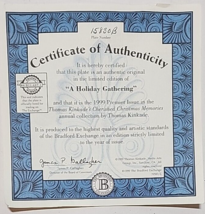 15850B
Plate Number
Certificate of Authenticity
It is hereby certified
that this plate is an authentic original
in the limited edition of
"A Holiday Gathering"
and that it is the 1999 Premier Issue in the
Thomas Kinkade's Cherished Christmas Memories
annual collection by Thomas Kinkade.
It is produced to the highest quality and artistic standards
of the Bradford Exchange in an edition strictly limited
to the year of issue.
B